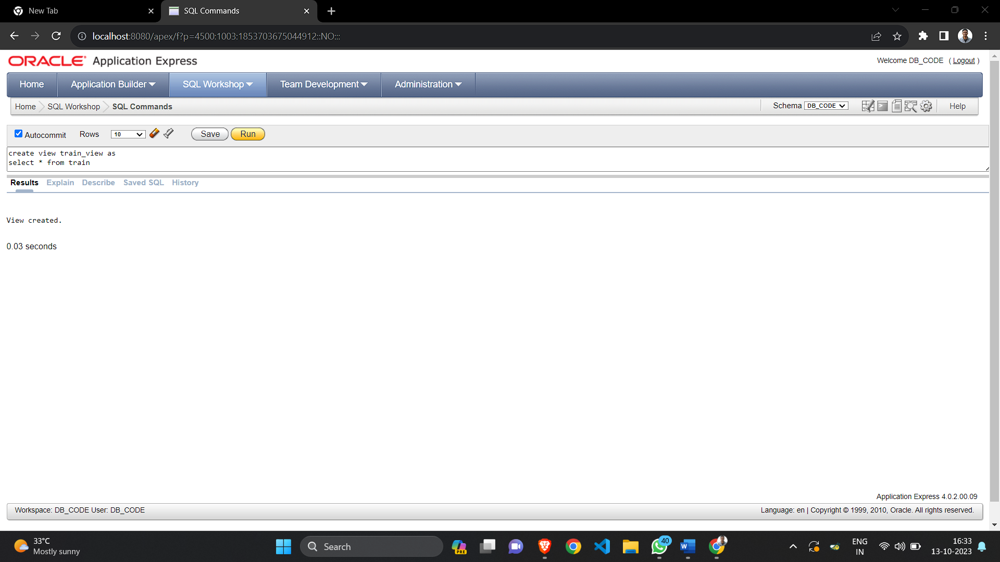 New Tab
SQL Commands
localhost:8080/apex/f?p=4500:1003:1853703675044912::NO:::
ORACLE Application Express
Welcome DB_CODE ( Logout )
Home Application Builder SQL Workshop Team Development Administration
Home SQL Workshop SQL Commands
Schema DB_CODE Help
Autocommit Rows 10 Save Run
create view train_view as
select * from train
Results Explain Describe Saved SQL History
View created.
0.03 seconds
Application Express 4.0.2.00.09
Workspace: DB_CODE User: DB_CODE
Language: en | Copyright © 1999, 2010, Oracle. All rights reserved.
33°C
Mostly sunny
Search
PRE
40
W
ENG
IN
16:33
13-10-2023